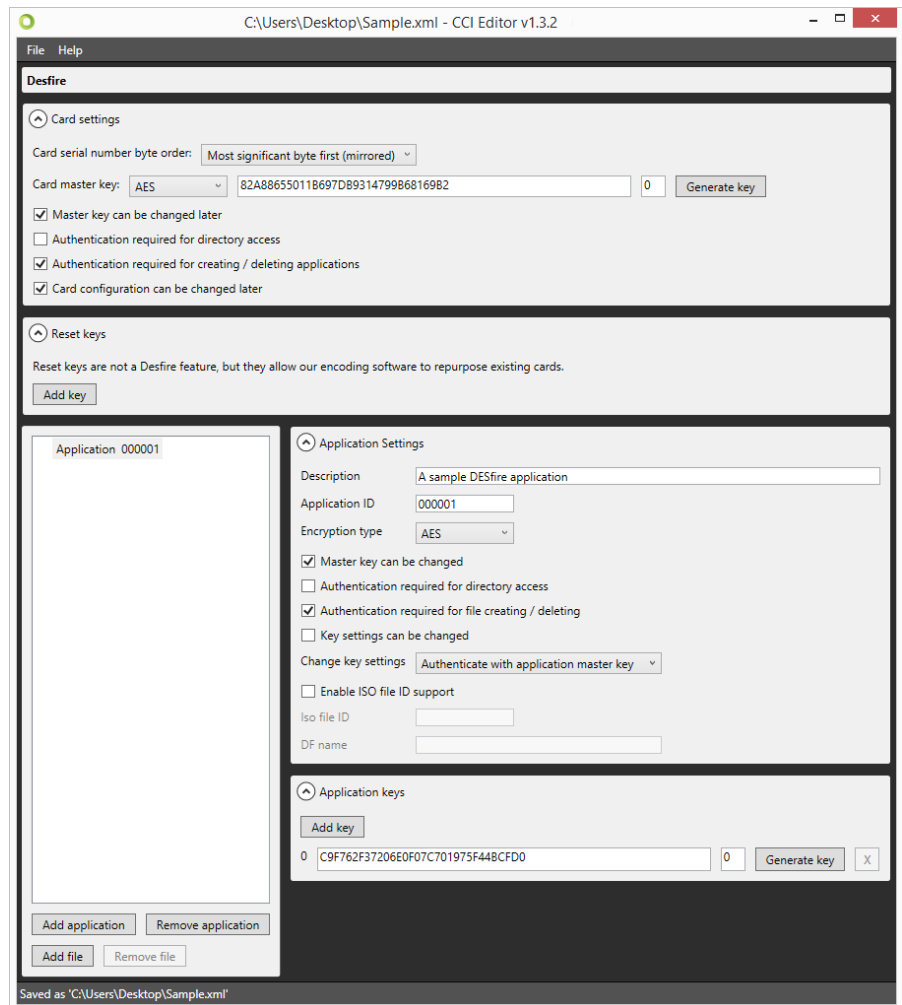 C:\Users\Desktop\Sample.xml - CCI Editor v1.3.2
File Help
Desfire
Card settings
Card serial number byte order: Most significant byte first (mirrored)
Card master key: AES 82A88655011B697DB9314799B68169B2 0 Generate key
Master key can be changed later
Authentication required for directory access
Authentication required for creating / deleting applications
Card configuration can be changed later
Reset keys
Reset keys are not a Desfire feature, but they allow our encoding software to repurpose existing cards.
Add key
Application 000001
Application Settings
Description A sample DESfire application
Application ID 000001
Encryption type AES
Master key can be changed
Authentication required for directory access
Authentication required for file creating / deleting
Key settings can be changed
Change key settings Authenticate with application master key
Enable ISO file ID support
Iso file ID
DF name
Application keys
Add key
0 C9F762F37206E0F07C701975F44BCFD0 0 Generate key X
Add application Remove application
Add file Remove file
Saved as 'C:\Users\Desktop\Sample.xml'